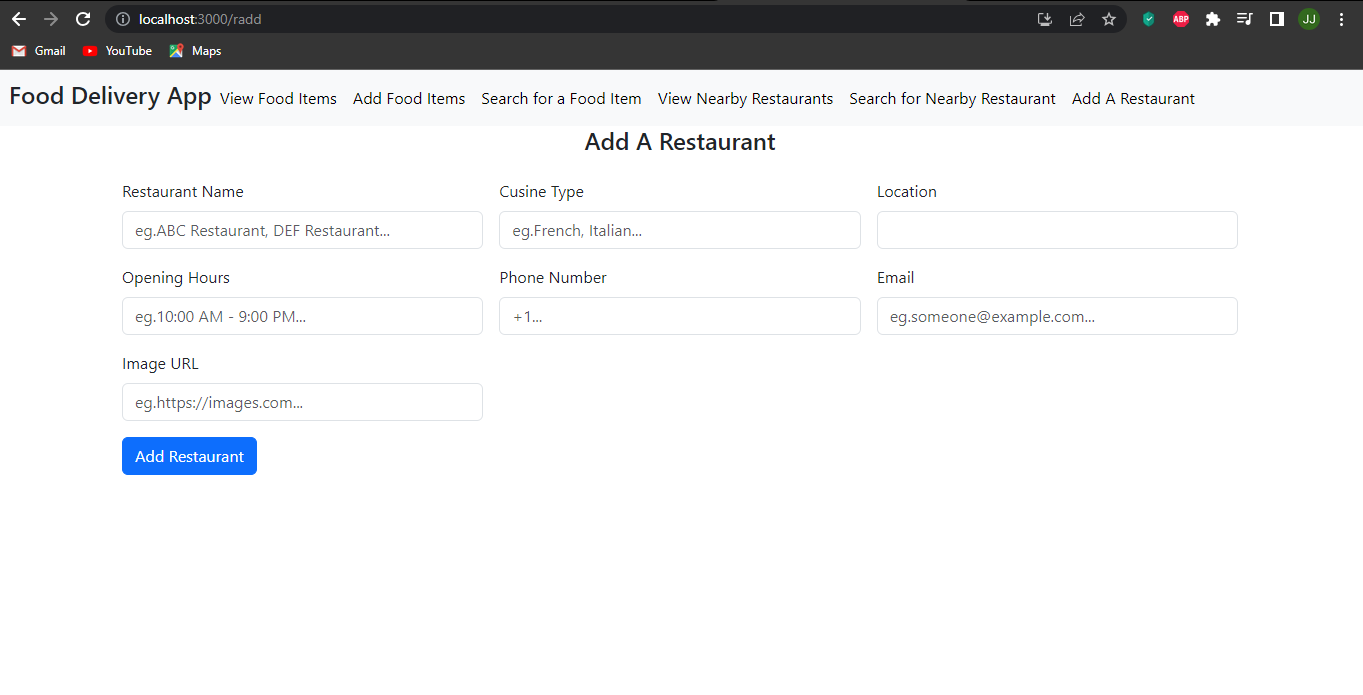 localhost:3000/radd
ABP
JJ
Gmail YouTube Maps
Food Delivery App View Food Items Add Food Items Search for a Food Item View Nearby Restaurants Search for Nearby Restaurant Add A Restaurant
Add A Restaurant
Restaurant Name Cusine Type Location
eg.ABC Restaurant, DEF Restaurant... eg.French, Italian...
Opening Hours Phone Number Email
eg.10:00 AM - 9:00 PM... +1... eg.someone@example.com...
Image URL
eg.https://images.com...
Add Restaurant